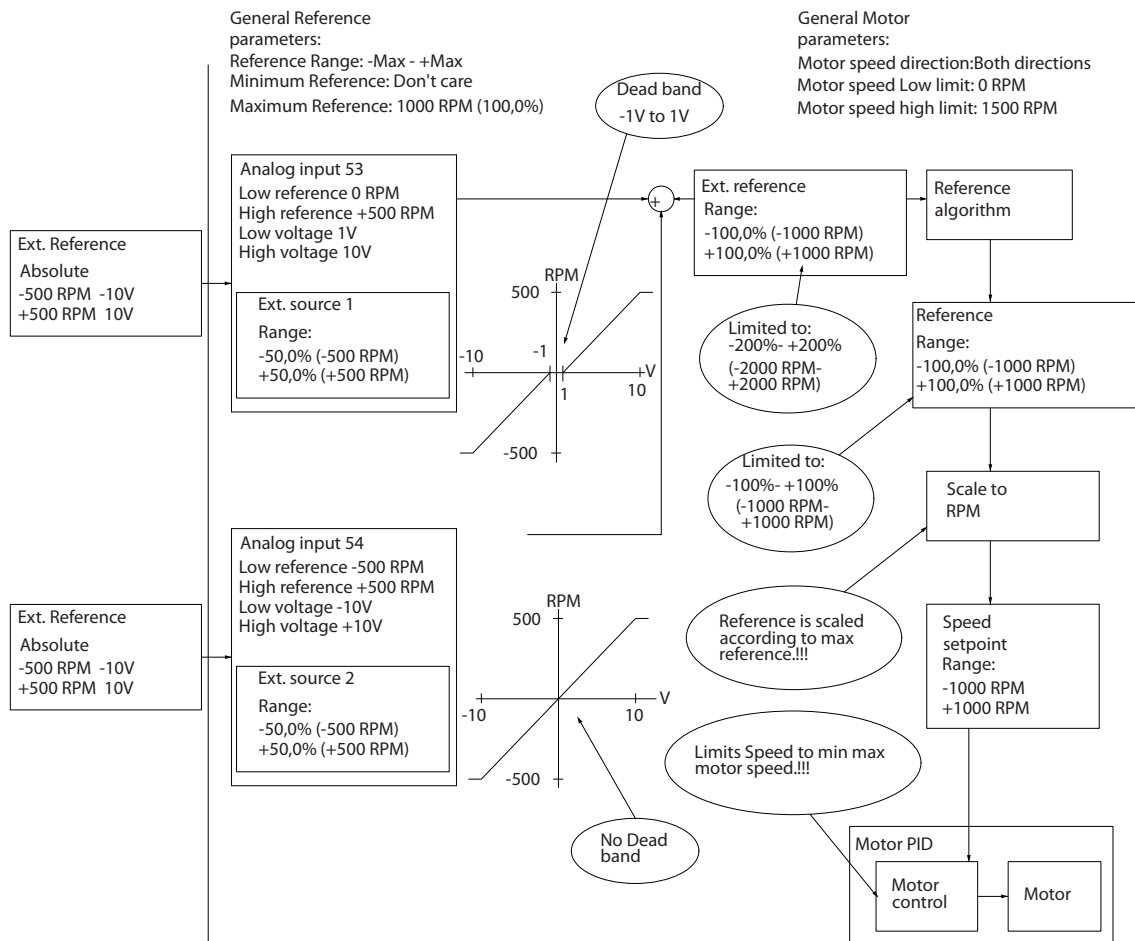 General Reference
parameters:
Reference Range: -Max - +Max
Minimum Reference: Don't care
Maximum Reference: 1000 RPM (100,0%)
General Motor
parameters:
Motor speed direction:Both directions
Motor speed Low limit: 0 RPM
Motor speed high limit: 1500 RPM
Dead band
-1V to 1V
Ext. Reference
Absolute
-500 RPM -10V
+500 RPM 10V
Analog input 53
Low reference 0 RPM
High reference +500 RPM
Low voltage 1V
High voltage 10V
Ext. source 1
Range:
-50,0% (-500 RPM)
+50,0% (+500 RPM)
RPM
500
-10
-1
V
1
10
-500
+
Ext. reference
Range:
-100,0% (-1000 RPM)
+100,0% (+1000 RPM)
Reference
algorithm
Limited to:
-200%- +200%
(-2000 RPM-
+2000 RPM)
Reference
Range:
-100,0% (-1000 RPM)
+100,0% (+1000 RPM)
Limited to:
-100%- +100%
(-1000 RPM-
+1000 RPM)
Scale to
RPM
Ext. Reference
Absolute
-500 RPM -10V
+500 RPM 10V
Analog input 54
Low reference -500 RPM
High reference +500 RPM
Low voltage -10V
High voltage +10V
Ext. source 2
Range:
-50,0% (-500 RPM)
+50,0% (+500 RPM)
RPM
500
V
-10
10
-500
No Dead
band
Reference is scaled
according to max
reference.!!!
Speed
setpoint
Range:
-1000 RPM
+1000 RPM
Limits Speed to min max
motor speed.!!!
Motor PID
Motor
control
Motor